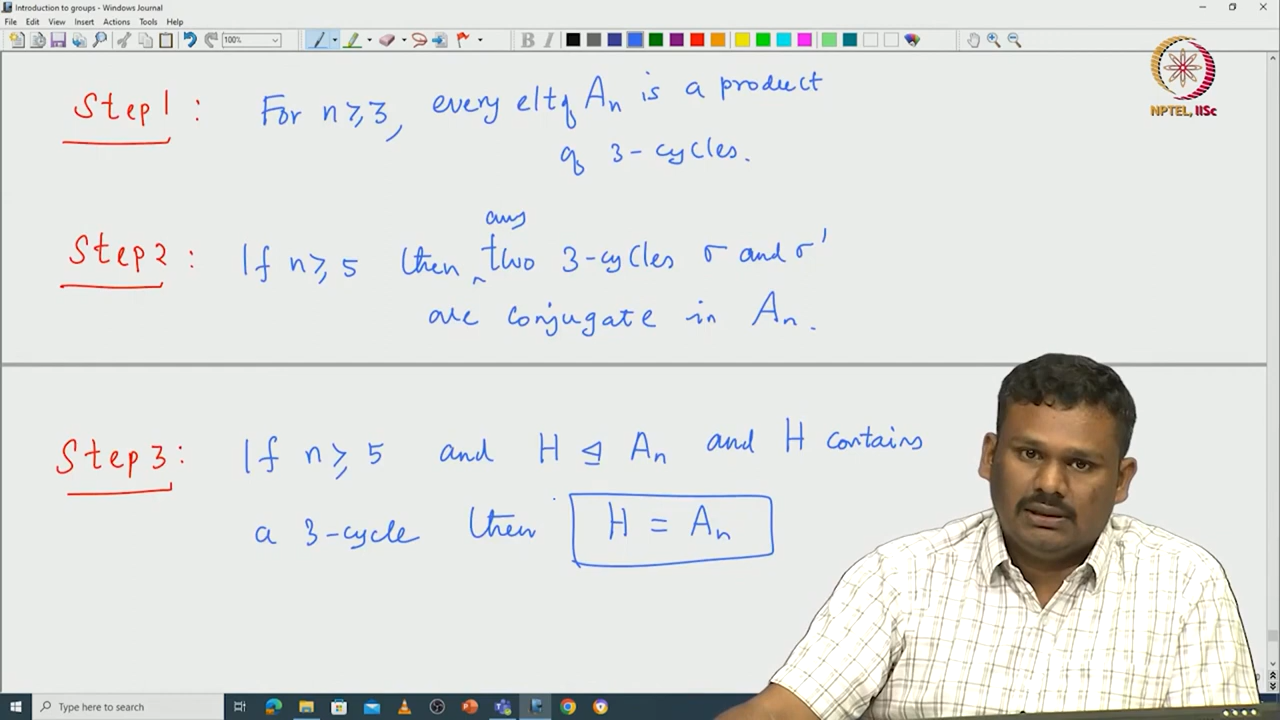 Introduction to groups - Windows Journal
File Edit View Insert Actions Tools Help
100%
B I
NPTEL, IISc
Step 1 : For n ≥ 3, every elt of An is a product
of 3-cycles.
any
Step 2 : If n ≥ 5 then ^ two 3-cycles σ and σ'
are conjugate in An.
Step 3 : If n ≥ 5 and H ⊴ An and H contains
a 3-cycle then H = An
Type here to search